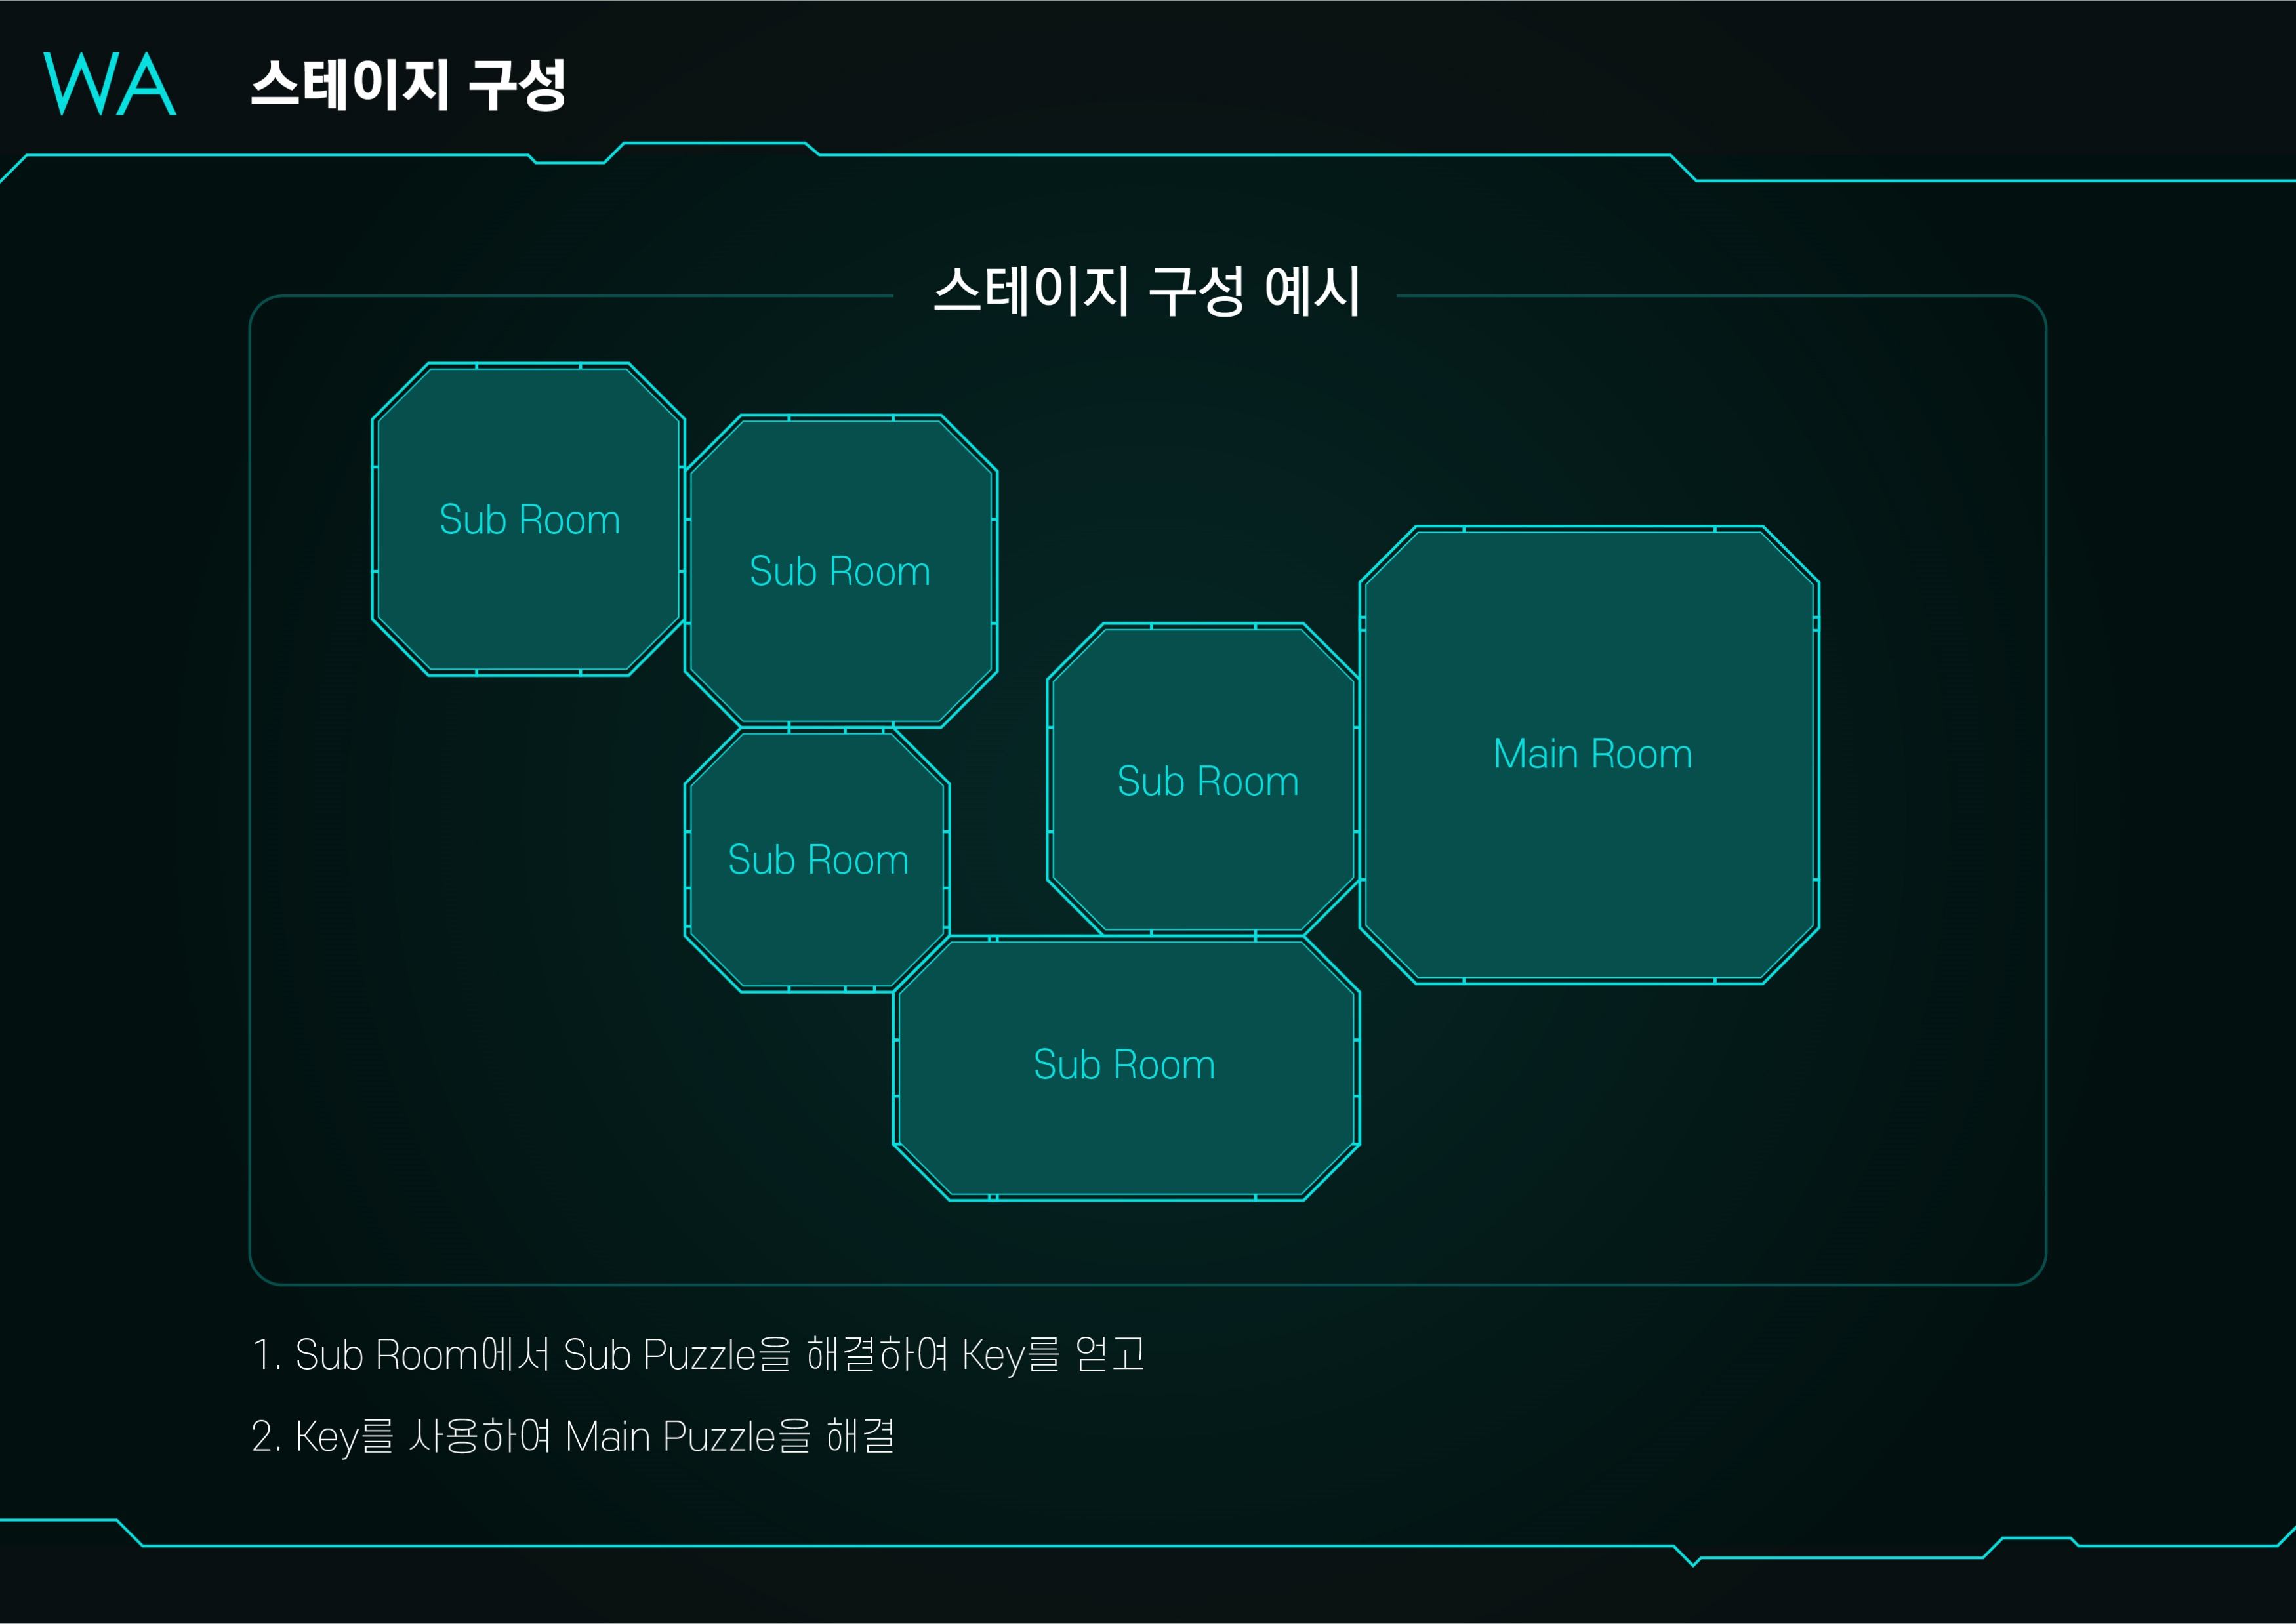 WA
스테이지 구성
스테이지 구성 예시
Sub Room
Sub Room
Sub Room
Main Room
Sub Room
Sub Room
1. Sub Room에서 Sub Puzzle을 해결하여 Key를 얻고
2. Key를 사용하여 Main Puzzle을 해결